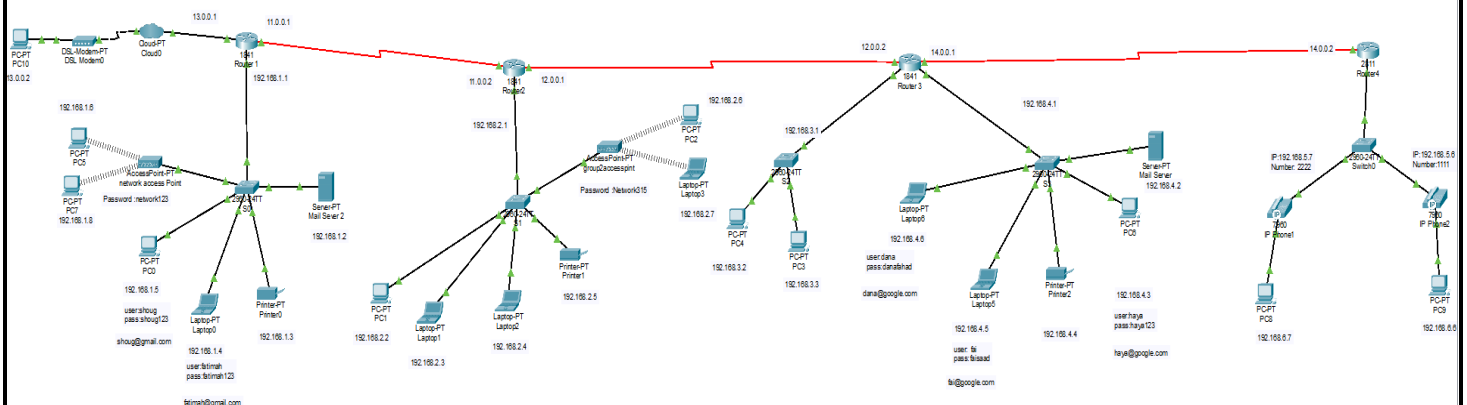 13.0.0.1
11.0.0.1
PC-PT
PC10
13.0.0.2
DSL-Modem-PT
DSL Modem0
Cloud-PT
Cloud0
1841
Router1
192.168.1.1
192.168.1.6
PC-PT
PC5
PC-PT
PC7
192.168.1.8
AccessPoint-PT
network access Point
Password :network123
2960-24TT
Server-PT
Mail Sever 2
192.168.1.2
PC-PT
PC0
192.168.1.5
user:shoug
pass:shoug123
shoug@gmail.com
Laptop-PT
Laptop0
192.168.1.4
user:fatimah
pass:fatimah123
fatimah@gmail.com
Printer-PT
Printer0
192.168.1.3
11.0.0.2
1841
Router2
12.0.0.1
192.168.2.1
192.168.2.6
PC-PT
PC2
AccessPoint-PT
group2accesspint
Password :Network315
Laptop-PT
Laptop3
192.168.2.7
2960-24TT
S1
PC-PT
PC1
192.168.2.2
Laptop-PT
Laptop1
192.168.2.3
Laptop-PT
Laptop2
192.168.2.4
Printer-PT
Printer1
192.168.2.5
12.0.0.2
14.0.0.1
1841
Router 3
192.168.3.1
2960-24TT
PC-PT
PC4
192.168.3.2
PC-PT
PC3
192.168.3.3
192.168.4.1
2960-24TT
Server-PT
Mail Server
192.168.4.2
Laptop-PT
Laptop6
192.168.4.6
user:dana
pass:danafahad
dana@google.com
Laptop-PT
Laptop5
192.168.4.5
user: fai
pass:faisaad
fai@google.com
Printer-PT
Printer2
192.168.4.4
PC-PT
PC6
192.168.4.3
user:haya
pass:haya123
haya@google.com
14.0.0.2
2811
Router4
2960-24TT
Switch0
IP:192.168.5.7
Number: 2222
IP:192.168.5.6
Number:1111
7960
IP Phone1
7960
IP Phone2
PC-PT
PC8
192.168.6.7
PC-PT
PC9
192.168.6.6